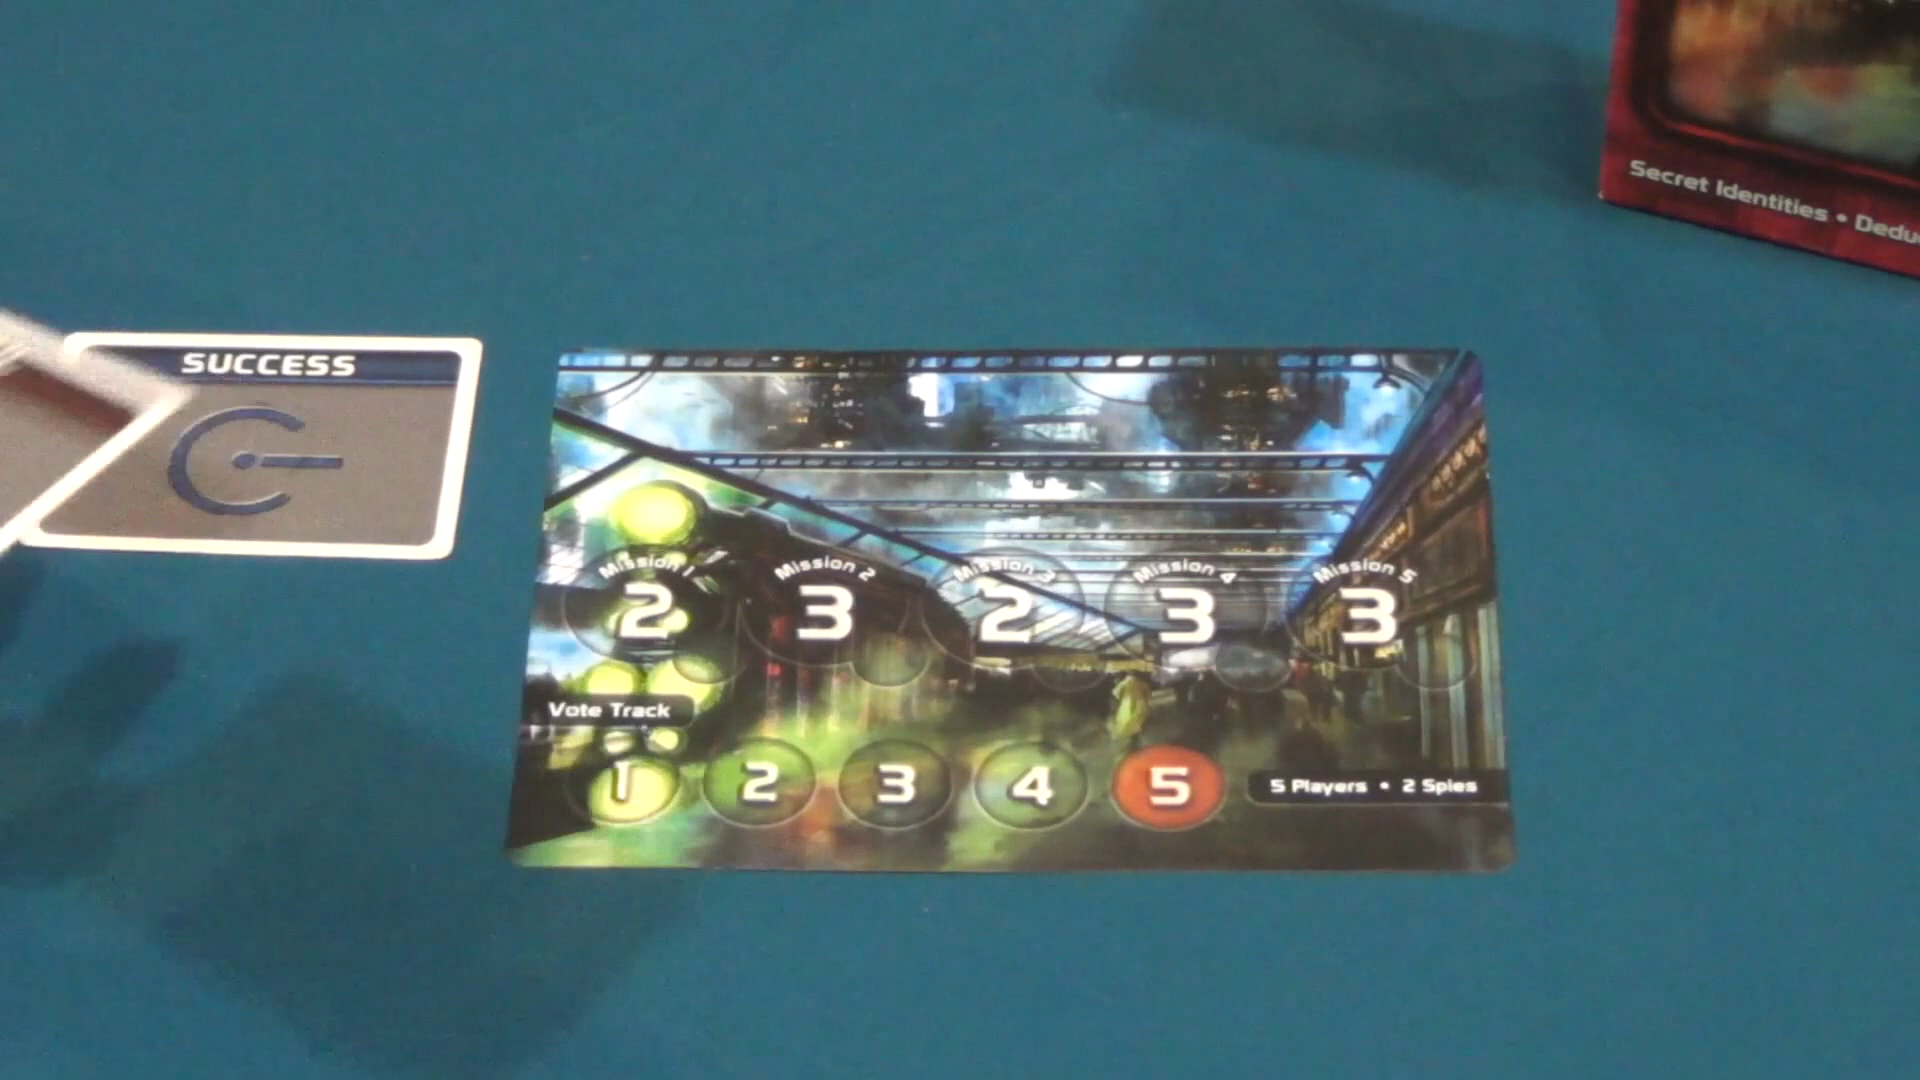 Secret Identities • Dedu
SUCCESS
Mission 1
2
Mission 2
3
Mission 3
2
Mission 4
3
Mission 5
3
Vote Track
1
2
3
4
5
5 Players • 2 Spies